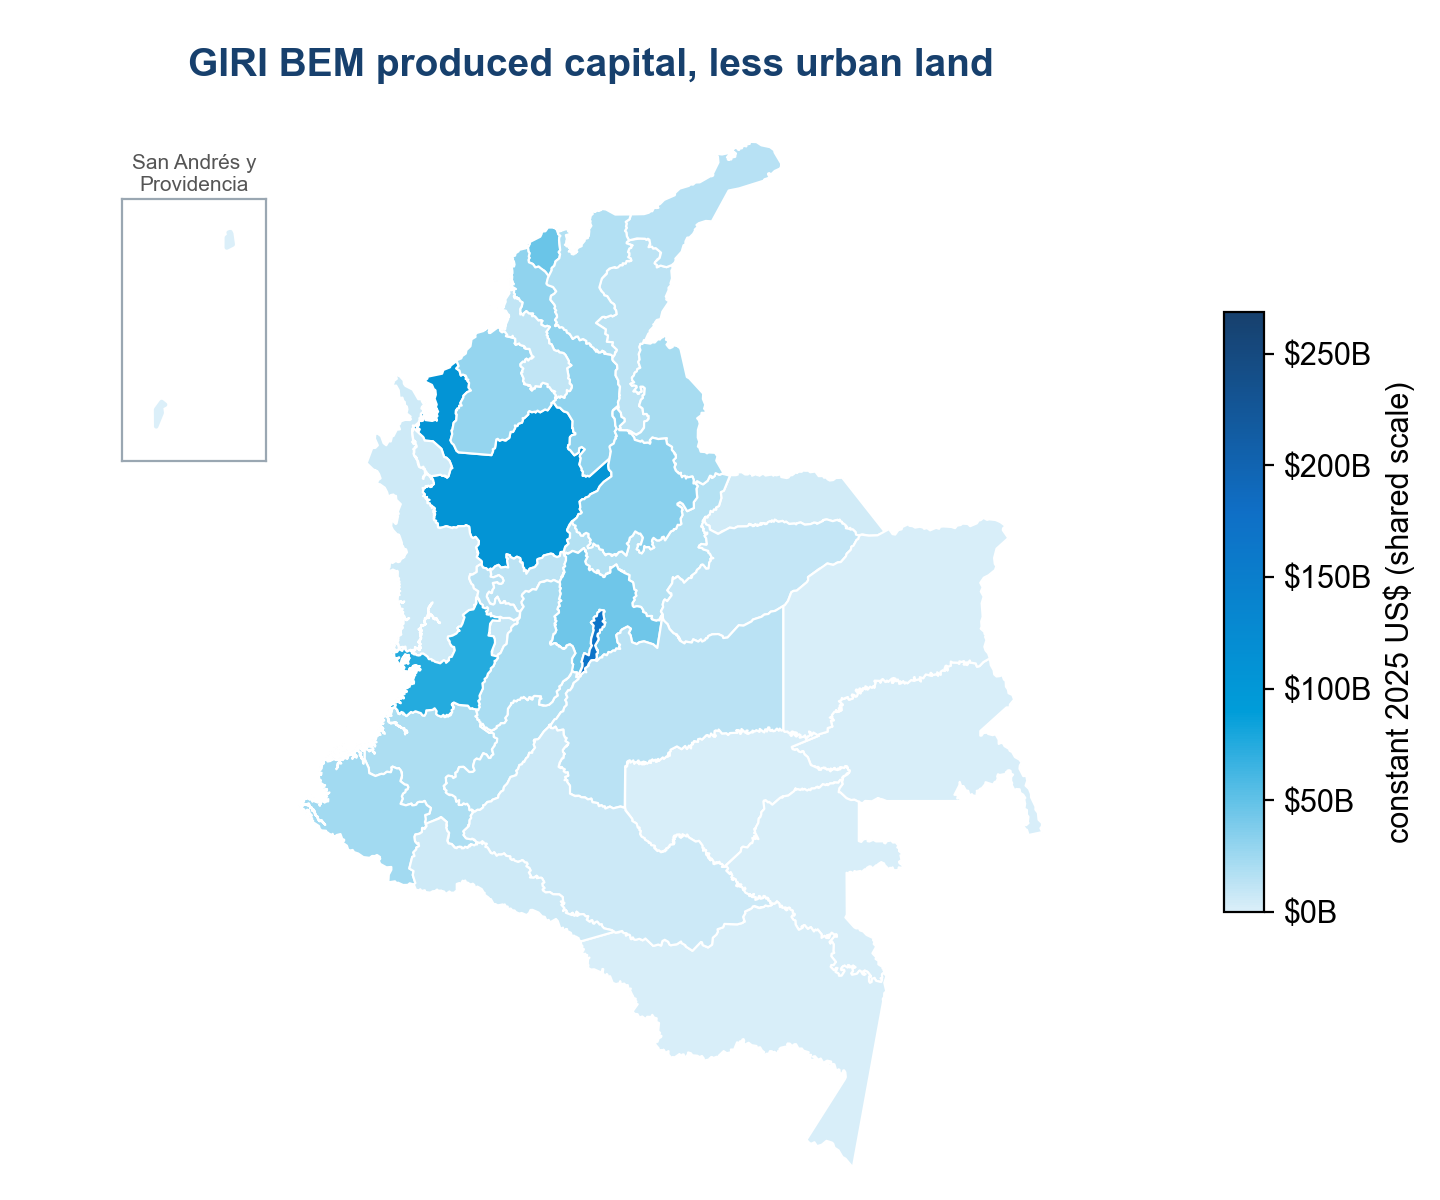 GIRI BEM produced capital, less urban land
San Andrés y
Providencia
$250B
$200B
$150B
$100B
$50B
$0B
constant 2025 US$ (shared scale)